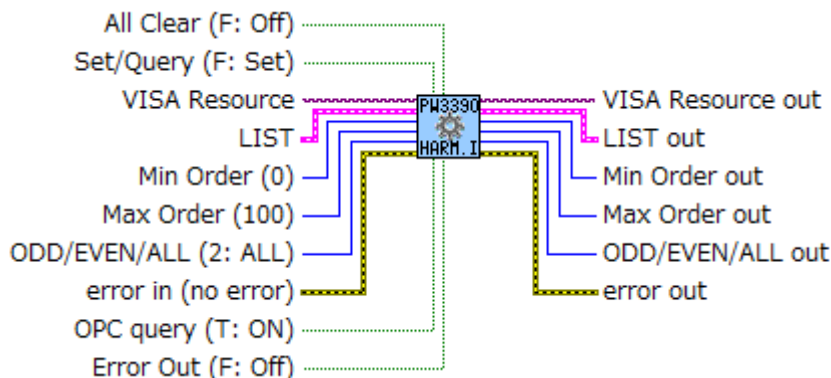 All Clear (F: Off)
Set/Query (F: Set)
VISA Resource
LIST
Min Order (0)
Max Order (100)
ODD/EVEN/ALL (2: ALL)
error in (no error)
OPC query (T: ON)
Error Out (F: Off)
PW3390
HARM.I
VISA Resource out
LIST out
Min Order out
Max Order out
ODD/EVEN/ALL out
error out